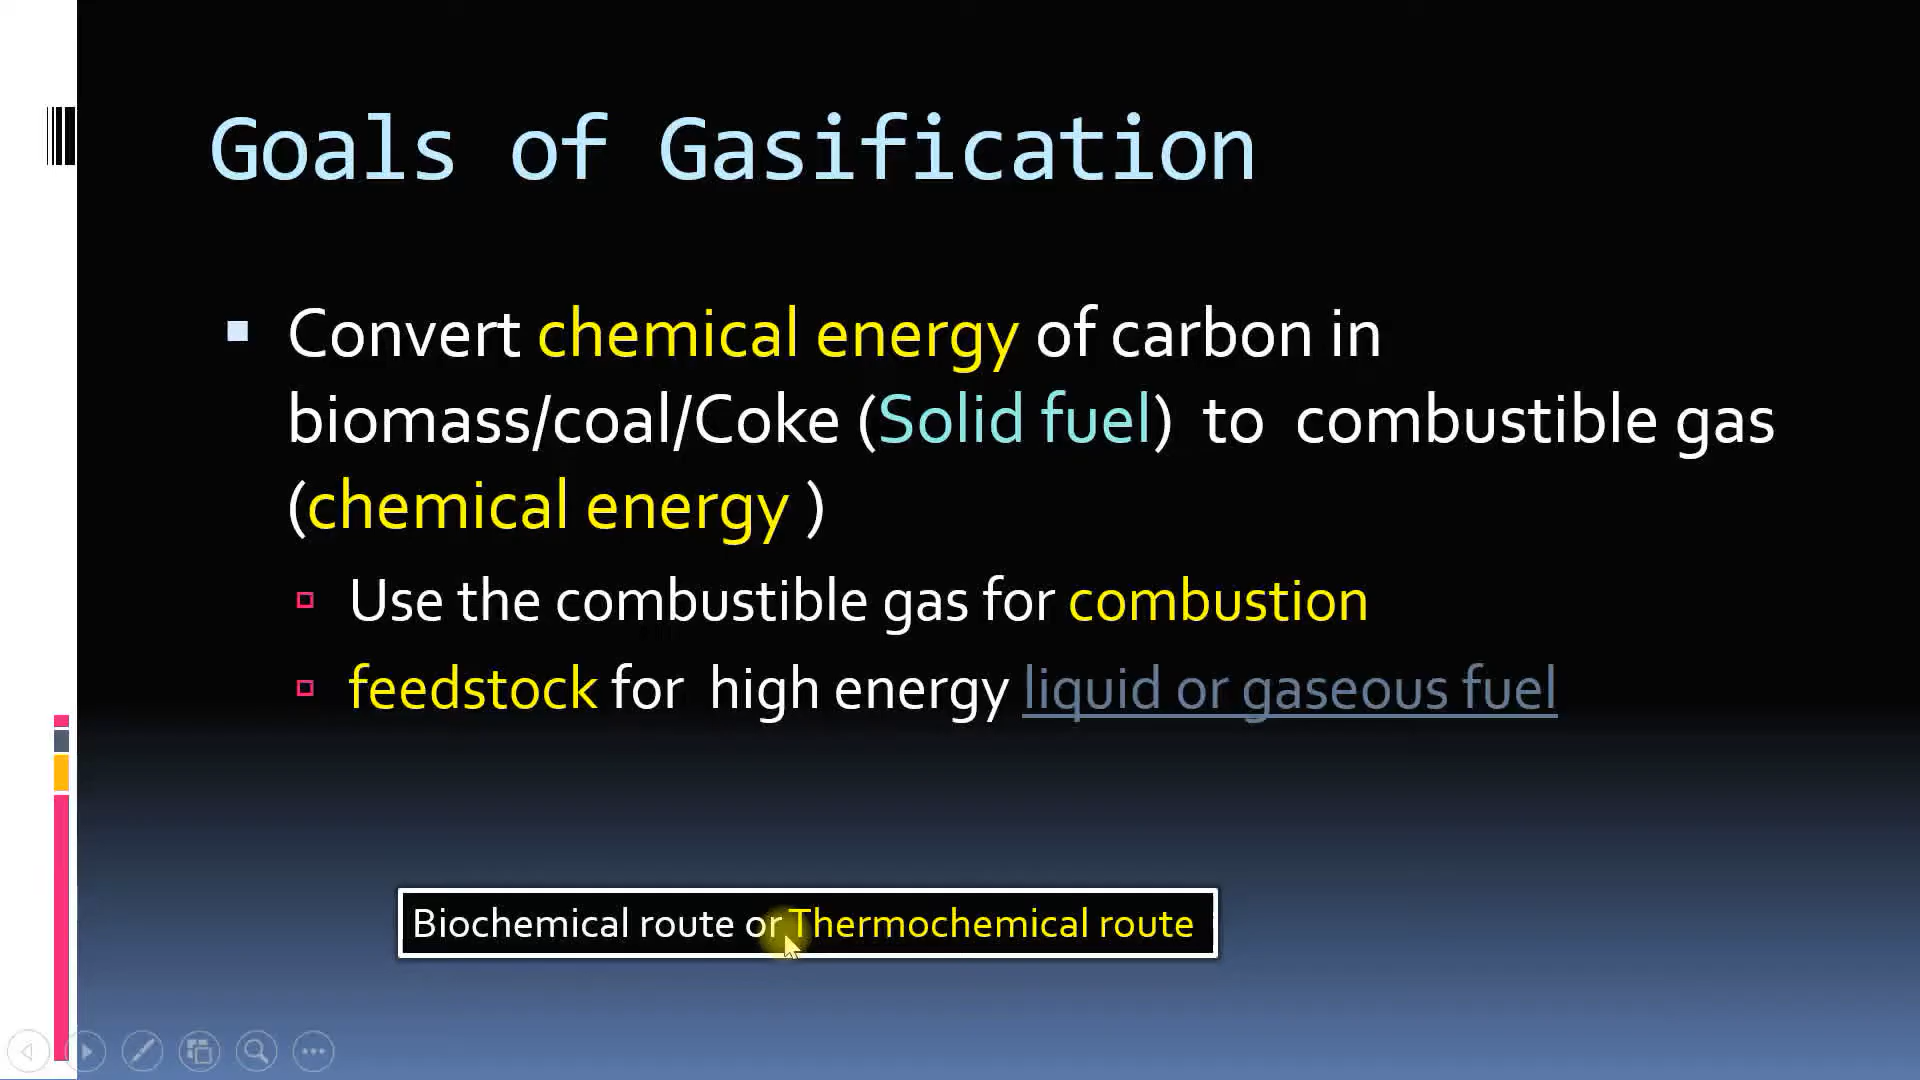 Goals of Gasification
Convert chemical energy of carbon in
biomass/coal/Coke (Solid fuel) to combustible gas
(chemical energy )
Use the combustible gas for combustion
feedstock for high energy liquid or gaseous fuel
Biochemical route or Thermochemical route